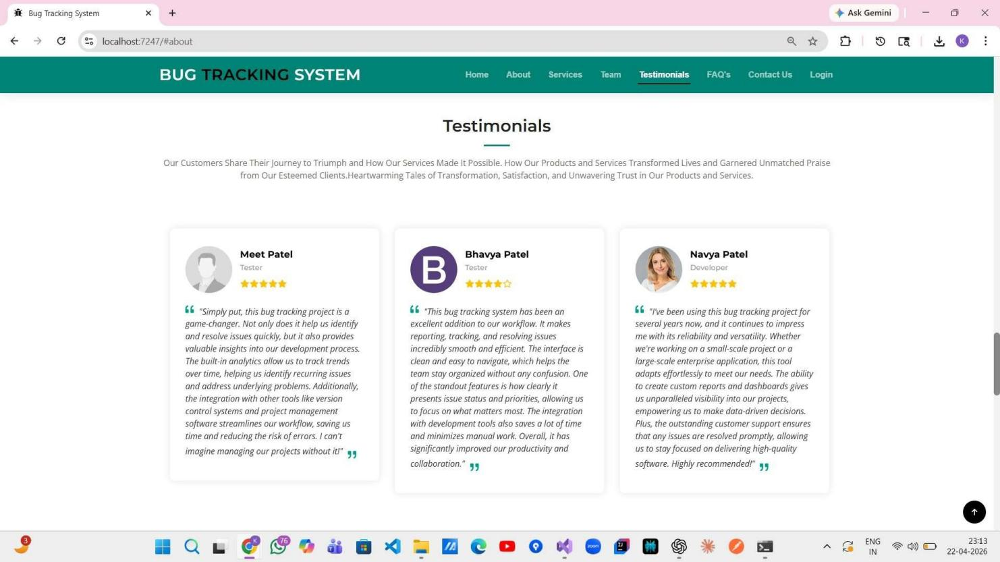 Bug Tracking System
Ask Gemini
localhost:7247/#about
K
BUG TRACKING SYSTEM
Home About Services Team Testimonials FAQ's Contact Us Login
Testimonials
Our Customers Share Their Journey to Triumph and How Our Services Made It Possible. How Our Products and Services Transformed Lives and Garnered Unmatched Praise
from Our Esteemed Clients.Heartwarming Tales of Transformation, Satisfaction, and Unwavering Trust in Our Products and Services.
Meet Patel
Tester
"Simply put, this bug tracking project is a
game-changer. Not only does it help us identify
and resolve issues quickly, but it also provides
valuable insights into our development process.
The built-in analytics allow us to track trends
over time, helping us identify recurring issues
and address underlying problems. Additionally,
the integration with other tools like version
control systems and project management
software streamlines our workflow, saving us
time and reducing the risk of errors. I can't
imagine managing our projects without it!"
B
Bhavya Patel
Tester
"This bug tracking system has been an
excellent addition to our workflow. It makes
reporting, tracking, and resolving issues
incredibly smooth and efficient. The interface is
clean and easy to navigate, which helps the
team stay organized without any confusion. One
of the standout features is how clearly it
presents issue status and priorities, allowing us
to focus on what matters most. The integration
with development tools also saves a lot of time
and minimizes manual work. Overall, it has
significantly improved our productivity and
collaboration."
Navya Patel
Developer
"I've been using this bug tracking project for
several years now, and it continues to impress
me with its reliability and versatility. Whether
we're working on a small-scale project or a
large-scale enterprise application, this tool
adapts effortlessly to meet our needs. The ability
to create custom reports and dashboards gives
us unparalleled visibility into our projects,
empowering us to make data-driven decisions.
Plus, the outstanding customer support ensures
that any issues are resolved promptly, allowing
us to stay focused on delivering high-quality
software. Highly recommended!"
3
K
76
zoom
ENG
IN
23:13
22-04-2026